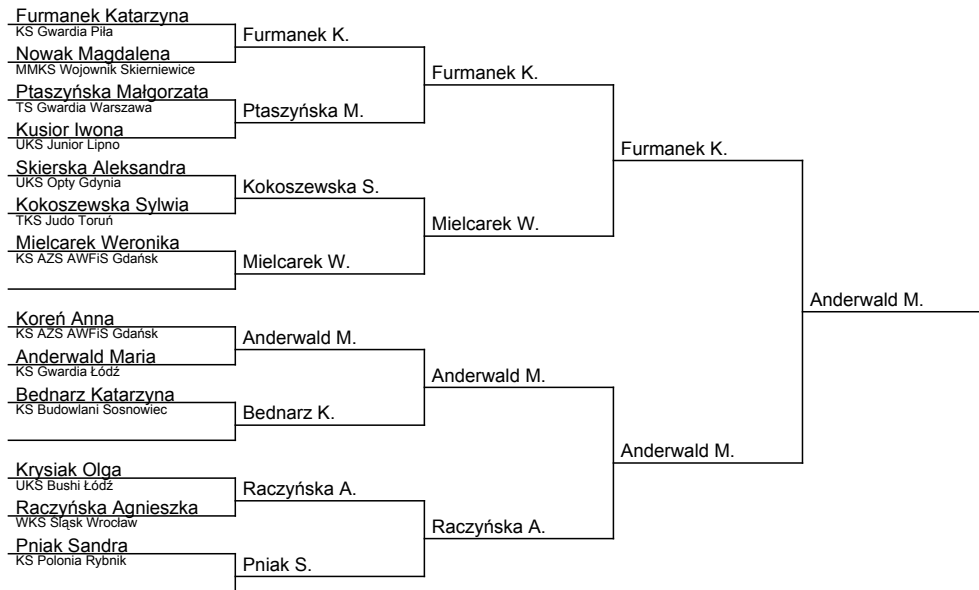 Furmanek Katarzyna
KS Gwardia Piła
Furmanek K.
Nowak Magdalena
MMKS Wojownik Skierniewice
Furmanek K.
Ptaszyńska Małgorzata
TS Gwardia Warszawa
Ptaszyńska M.
Kusior Iwona
UKS Junior Lipno
Furmanek K.
Skierska Aleksandra
UKS Opty Gdynia
Kokoszewska S.
Kokoszewska Sylwia
TKS Judo Toruń
Mielcarek W.
Mielcarek Weronika
KS AZS AWFiS Gdańsk
Mielcarek W.
Anderwald M.
Koreń Anna
KS AZS AWFiS Gdańsk
Anderwald M.
Anderwald Maria
KS Gwardia Łódź
Anderwald M.
Bednarz Katarzyna
KS Budowlani Sosnowiec
Bednarz K.
Anderwald M.
Krysiak Olga
UKS Bushi Łódź
Raczyńska A.
Raczyńska Agnieszka
WKS Śląsk Wrocław
Raczyńska A.
Pniak Sandra
KS Polonia Rybnik
Pniak S.